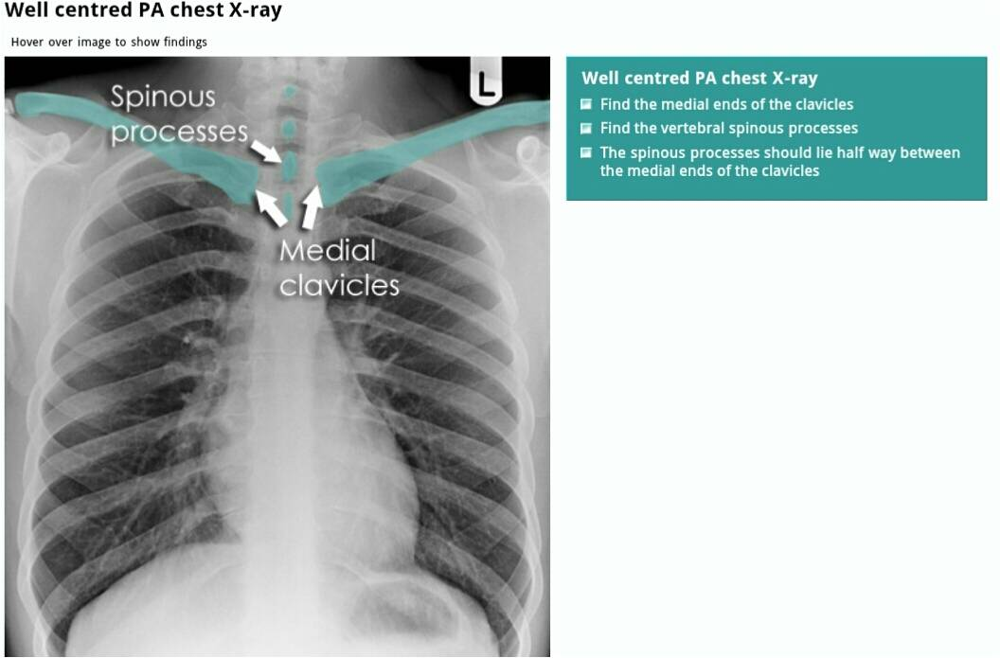 Well centred PA chest X-ray
Hover over image to show findings
L
Spinous
processes
Medial
clavicles
Well centred PA chest X-ray
Find the medial ends of the clavicles
Find the vertebral spinous processes
The spinous processes should lie half way between
the medial ends of the clavicles